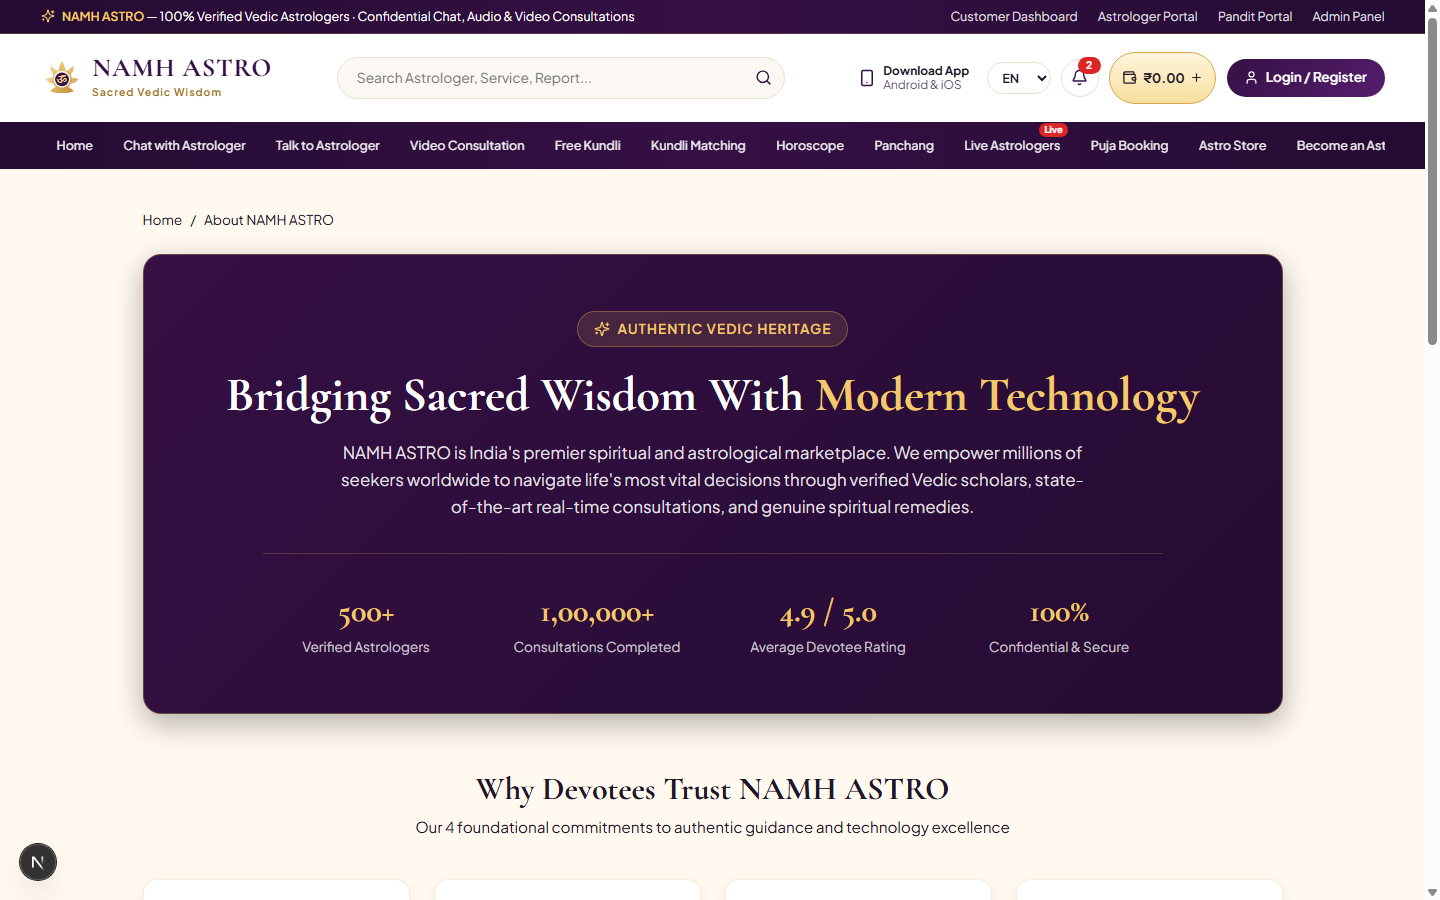 NAMH ASTRO — 100% Verified Vedic Astrologers · Confidential Chat, Audio & Video Consultations
Customer Dashboard
Astrologer Portal
Pandit Portal
Admin Panel
NAMH ASTRO
Sacred Vedic Wisdom
Search Astrologer, Service, Report...
Download App
Android & iOS
EN
2
₹0.00 +
Login / Register
Live
Home
Chat with Astrologer
Talk to Astrologer
Video Consultation
Free Kundli
Kundli Matching
Horoscope
Panchang
Live Astrologers
Puja Booking
Astro Store
Become an Ast
Home / About NAMH ASTRO
AUTHENTIC VEDIC HERITAGE
Bridging Sacred Wisdom With Modern Technology
NAMH ASTRO is India's premier spiritual and astrological marketplace. We empower millions of
seekers worldwide to navigate life's most vital decisions through verified Vedic scholars, state-
of-the-art real-time consultations, and genuine spiritual remedies.
500+
Verified Astrologers
1,00,000+
Consultations Completed
4.9 / 5.0
Average Devotee Rating
100%
Confidential & Secure
Why Devotees Trust NAMH ASTRO
Our 4 foundational commitments to authentic guidance and technology excellence
N